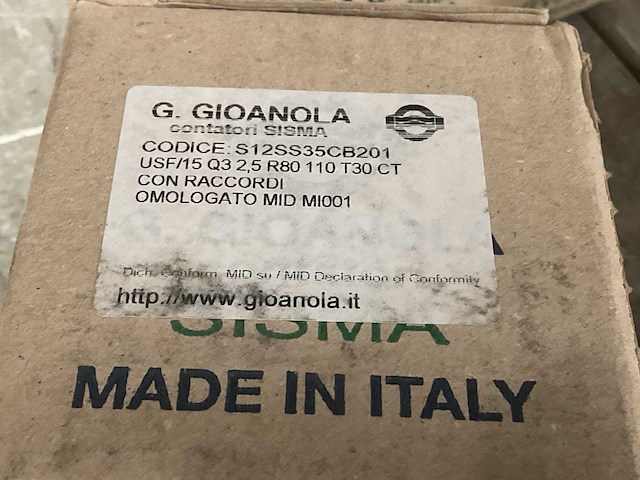 G. GIOANOLA
contatori SISMA
CODICE: S12SS35CB201
USF/15 Q3 2,5 R80 110 T30 CT
CON RACCORDI
OMOLOGATO MID MI001
Dich. Conform. MID su / MID Declaration of Conformity
http://www.gioanola.it
SISMA
MADE IN ITALY